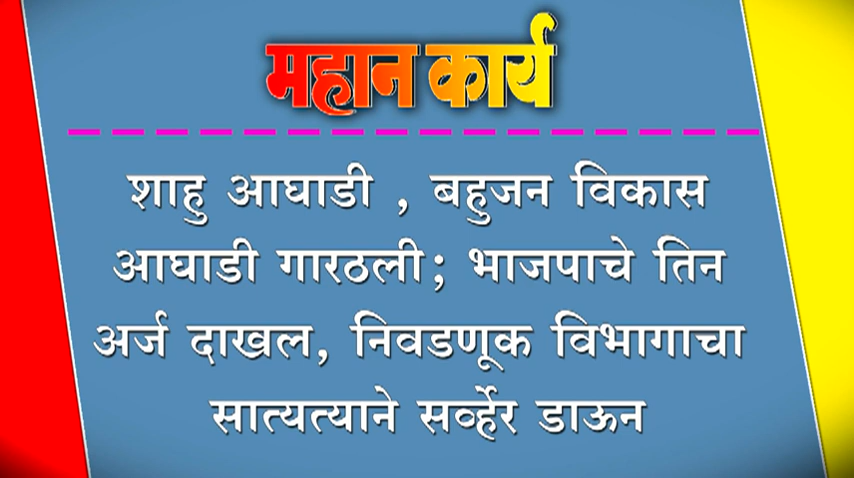 महान कार्य
शाहु आघाडी , बहुजन विकास
आघाडी गारठली; भाजपाचे तिन
अर्ज दाखल, निवडणूक विभागाचा
सात्यत्याने सर्व्हेर डाऊन